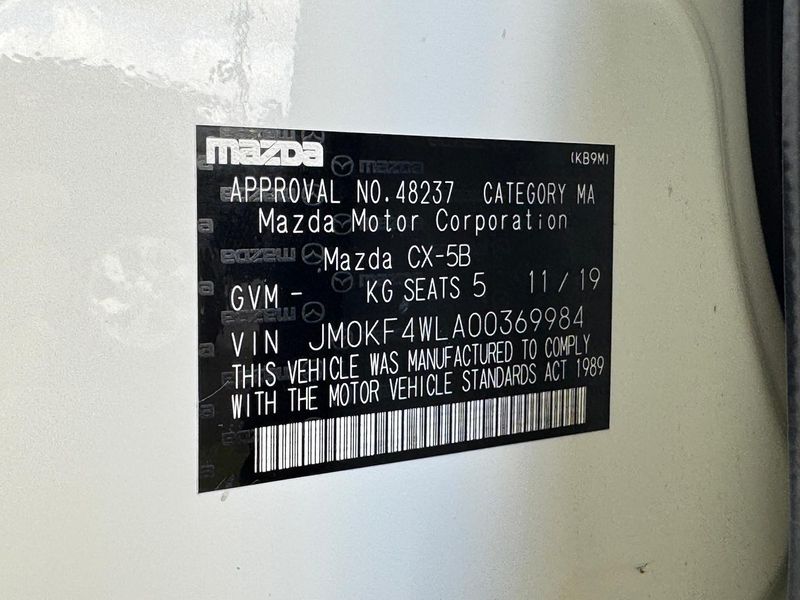 mazda (KB9M)
APPROVAL NO.48237 CATEGORY MA
Mazda Motor Corporation
Mazda CX-5B
GVM - KG SEATS 5 11/19
VIN JM0KF4WLA00369984
THIS VEHICLE WAS MANUFACTURED TO COMPLY
WITH THE MOTOR VEHICLE STANDARDS ACT 1989